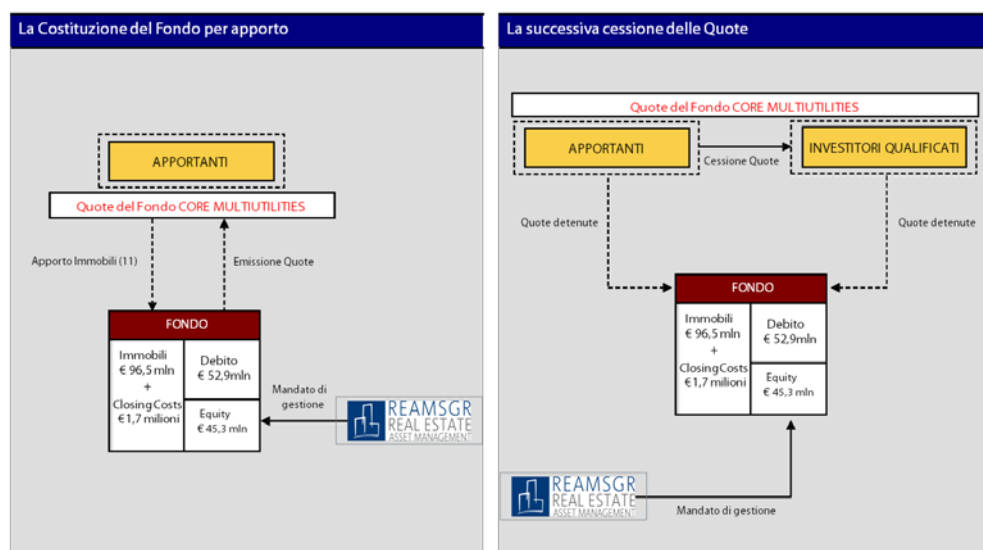 La Costituzione del Fondo per apporto
APPORTANTI
Quote del Fondo CORE MULTIUTILITIES
Apporto Immobili (11)
Emissione Quote
FONDO
Immobili
€ 96,5 mln
+
Closing Costs
€ 1,7 milioni
Debito
€ 52,9mln
Equity
€ 45,3 mln
Mandato di
gestione
REAMSGR
REAL ESTATE
ASSET MANAGEMENT
La successiva cessione delle Quote
Quote del Fondo CORE MULTIUTILITIES
APPORTANTI
Cessione Quote
INVESTITORI QUALIFICATI
Quote detenute
Quote detenute
FONDO
Immobili
€ 96,5 mln
+
Closing Costs
€1,7 milioni
Debito
€ 52,9mln
Equity
€ 45,3 mln
REAMSGR
REAL ESTATE
ASSET MANAGEMENT
Mandato di gestione